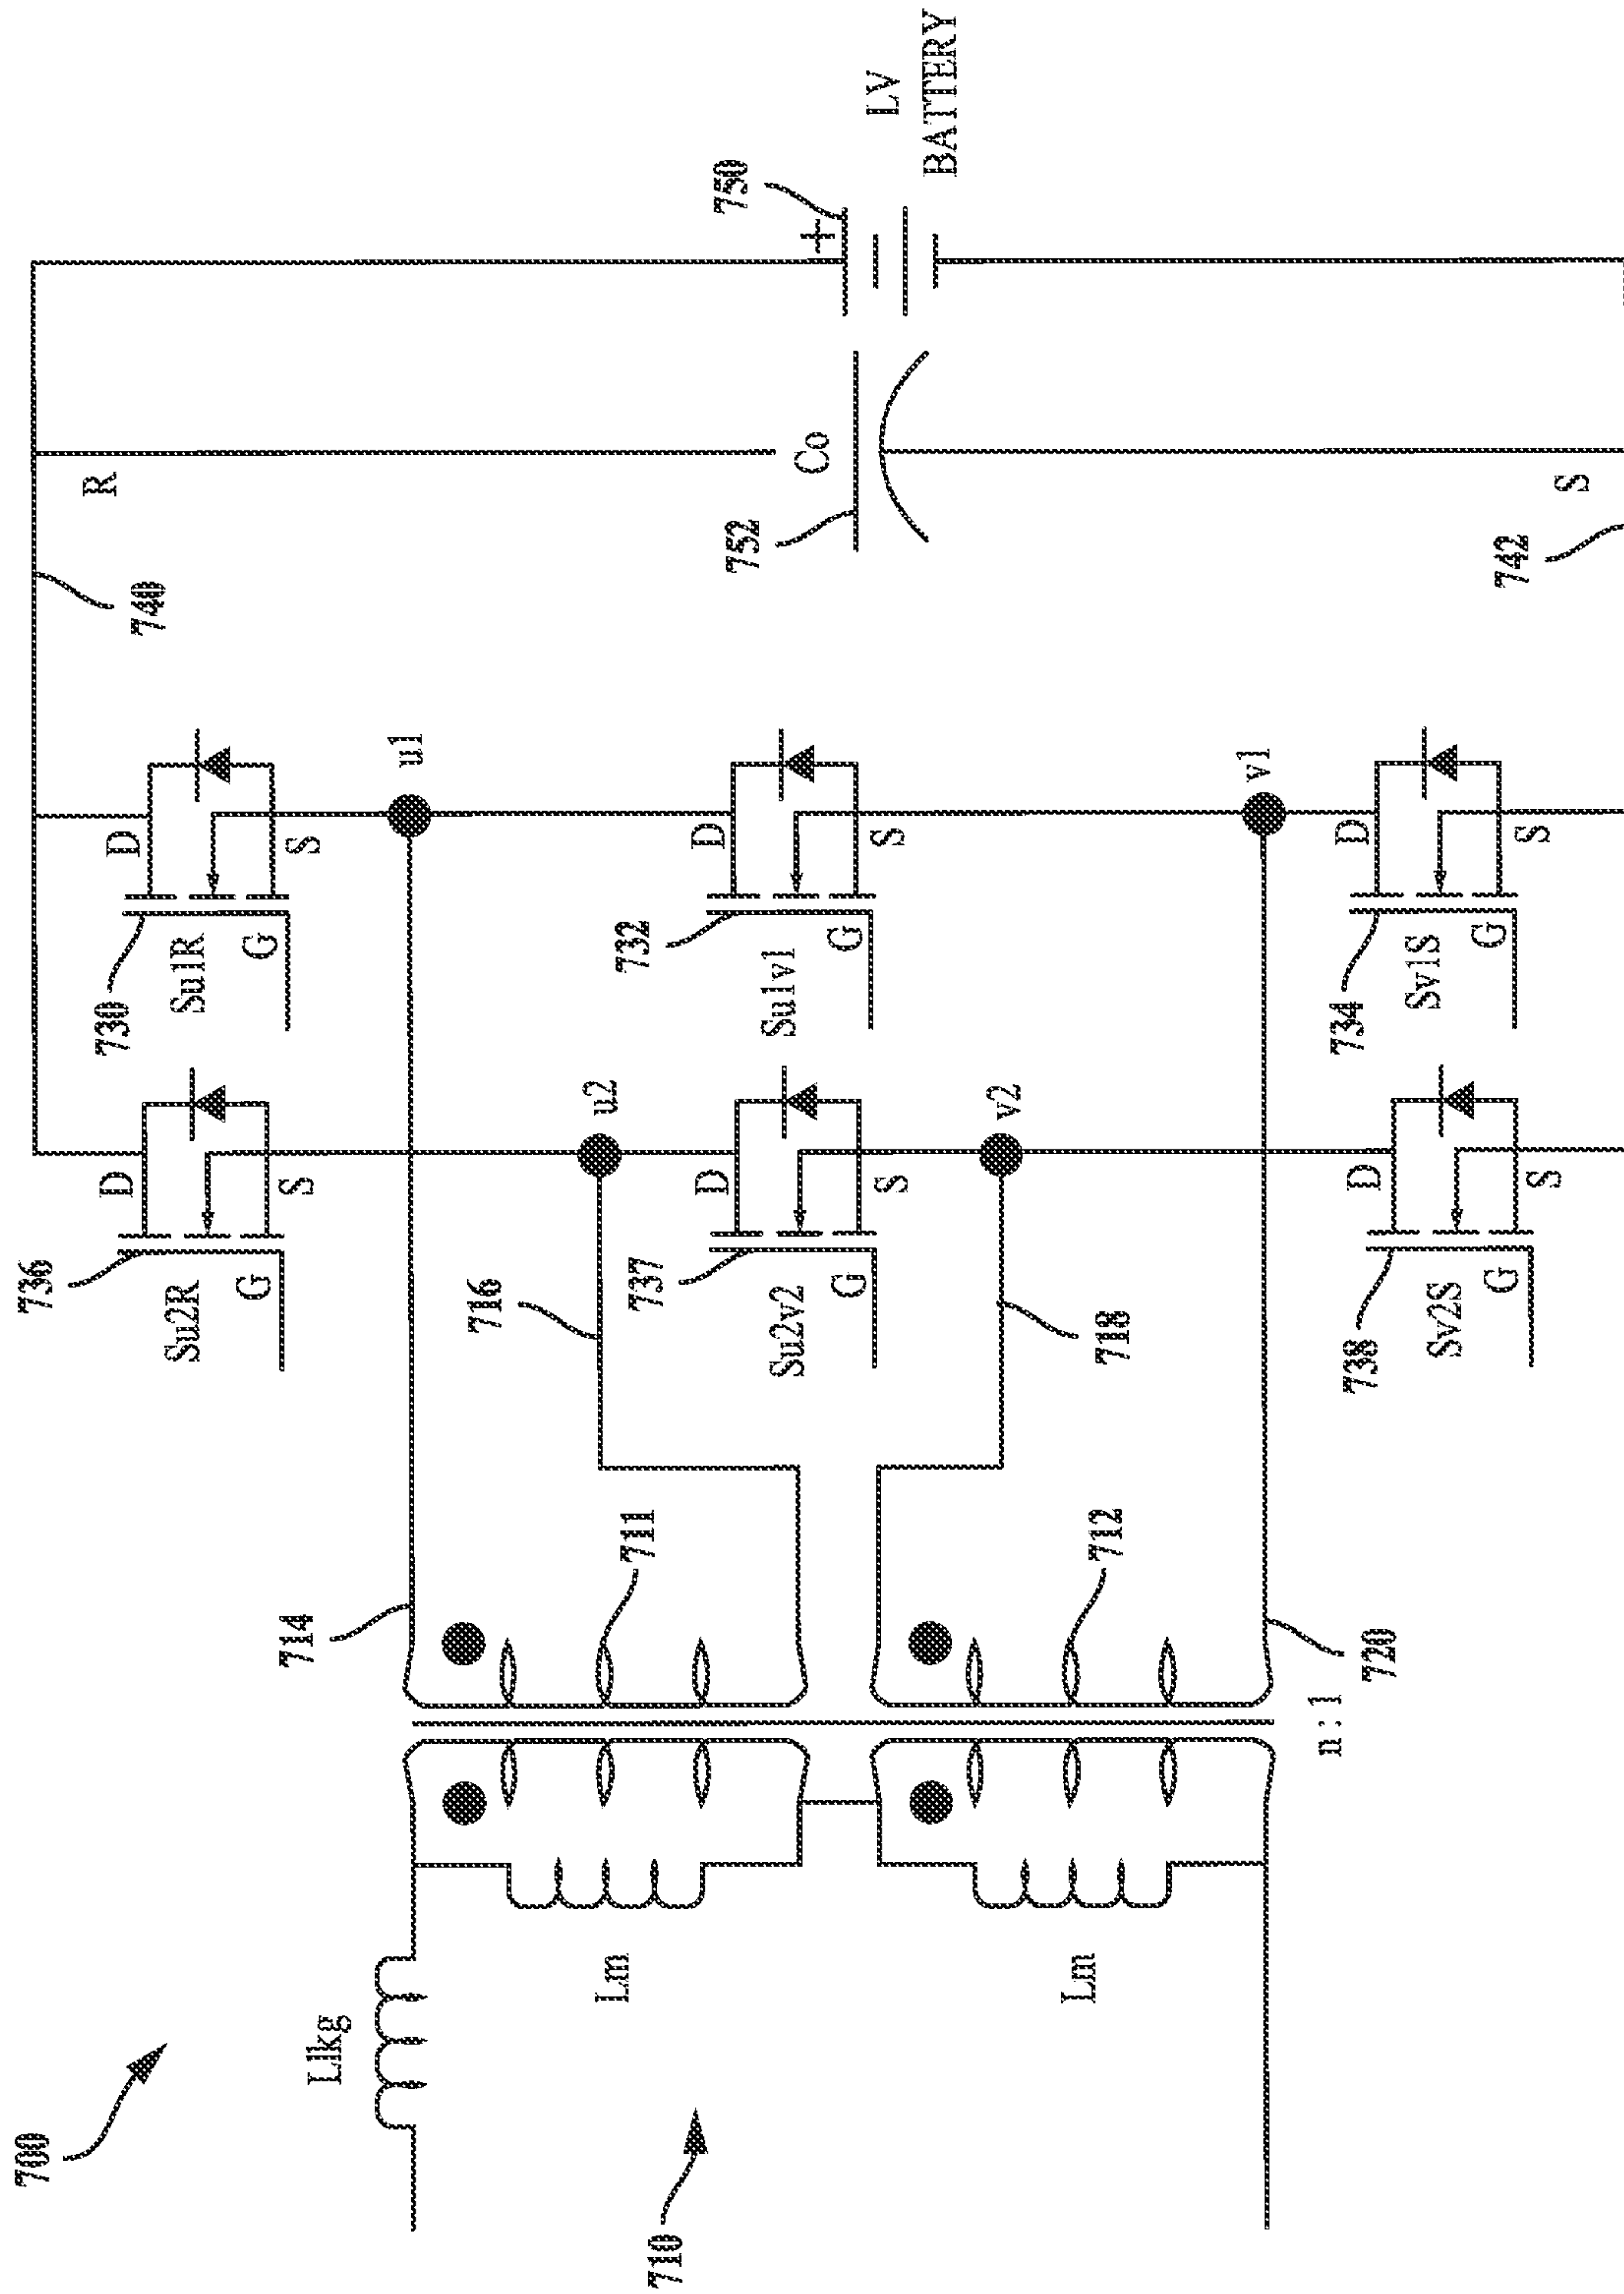 700
710
Llkg
Lm
Lm
n : 1
714
711
712
720
716
718
736
Su2R
D
G
S
u2
737
Su2v2
D
G
S
v2
738
Sv2S
D
G
S
730
Su1R
D
G
S
u1
732
Su1v1
D
G
S
v1
734
Sv1S
D
G
S
740
R
752
Co
S
742
750
+
LV
BATTERY